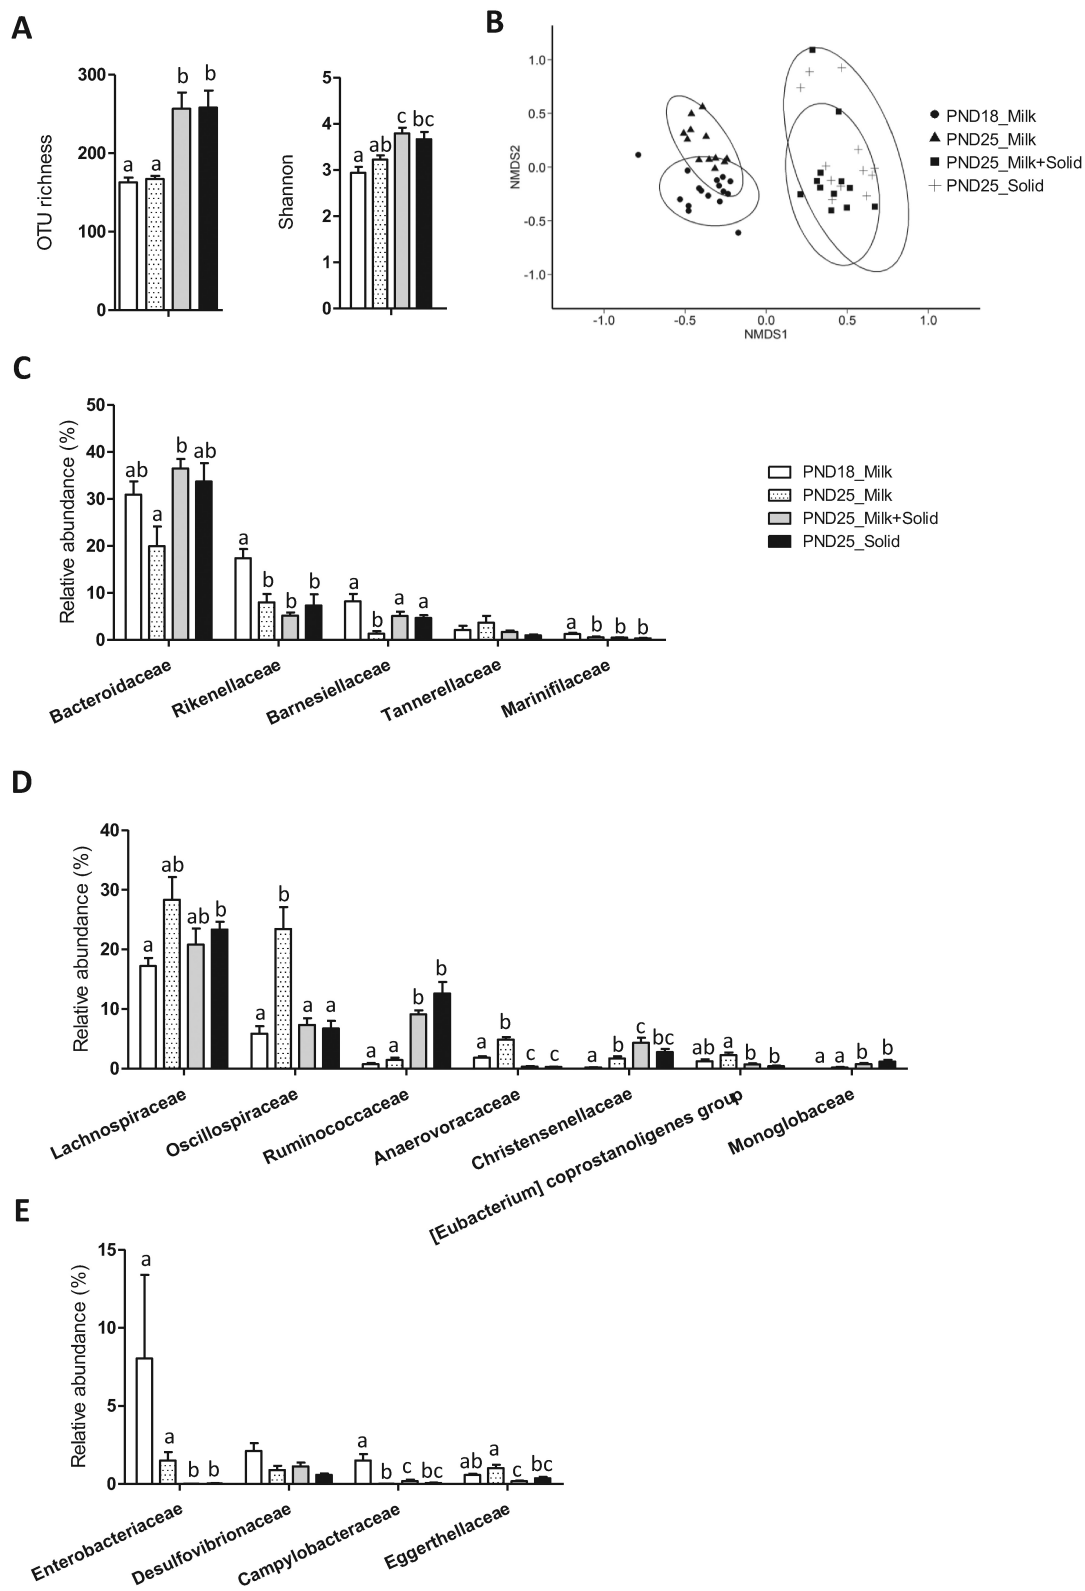 A
OTU richness
300
200
100
0
a a b b
Shannon
5
4
3
2
1
0
a ab c bc
B
NMDS2
1.0
0.5
0.0
-0.5
-1.0
-1.0 -0.5 0.0 0.5 1.0
NMDS1
PND18_Milk
PND25_Milk
PND25_Milk+Solid
PND25_Solid
C
Relative abundance (%)
50
40
30
20
10
0
ab a b ab
a b b b
a b a a
a b b b
Bacteroidaceae
Rikenellaceae
Barnesiellaceae
Tannerellaceae
Marinifilaceae
PND18_Milk
PND25_Milk
PND25_Milk+Solid
PND25_Solid
D
Relative abundance (%)
40
30
20
10
0
a ab ab b
a b a a
a a b b
a b c c
a b c bc
ab a b b
a a b b
Lachnospiraceae
Oscillospiraceae
Ruminococcaceae
Anaerovoracaceae
Christensenellaceae
[Eubacterium] coprostanoligenes group
Monoglobaceae
E
Relative abundance (%)
15
10
5
0
a a b b
a b c bc
ab a c bc
Enterobacteriaceae
Desulfovibrionaceae
Campylobacteraceae
Eggerthellaceae